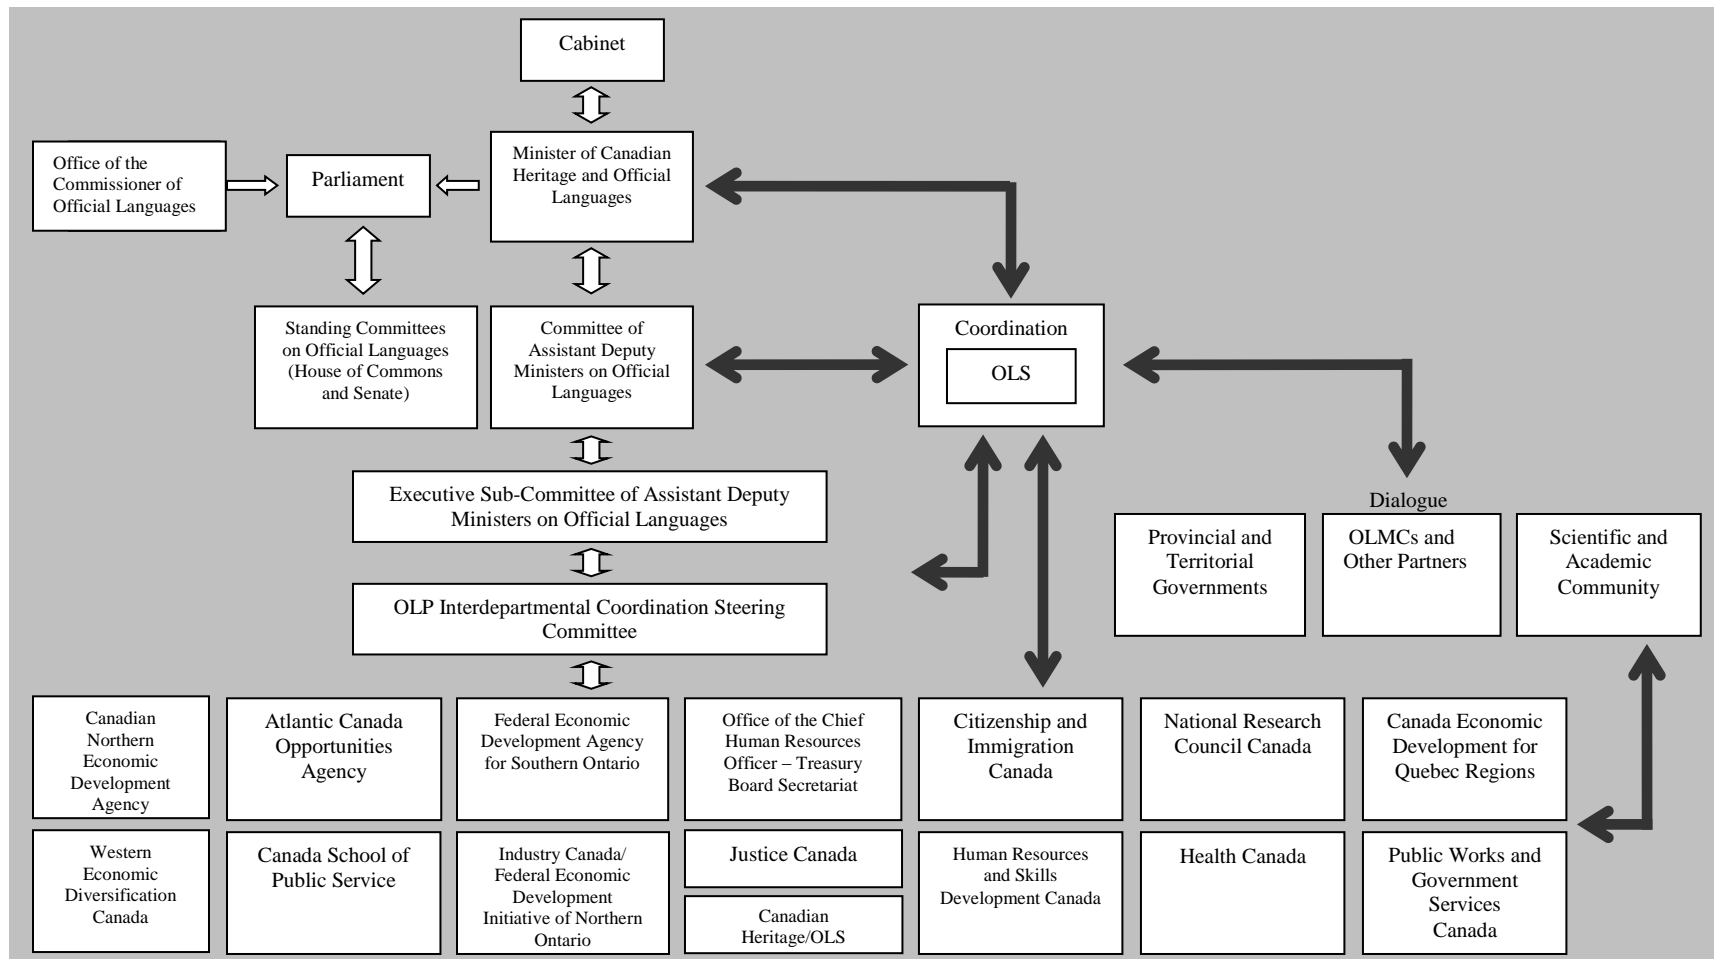 Cabinet
Office of the
Commissioner of
Official Languages
Parliament
Minister of Canadian
Heritage and Official
Languages
Standing Committees
on Official Languages
(House of Commons
and Senate)
Committee of
Assistant Deputy
Ministers on Official
Languages
Coordination
OLS
Executive Sub-Committee of Assistant Deputy
Ministers on Official Languages
Dialogue
Provincial and
Territorial
Governments
OLMCs and
Other Partners
Scientific and
Academic
Community
OLP Interdepartmental Coordination Steering
Committee
Canadian
Northern
Economic
Development
Agency
Atlantic Canada
Opportunities
Agency
Federal Economic
Development Agency
for Southern Ontario
Office of the Chief
Human Resources
Officer – Treasury
Board Secretariat
Citizenship and
Immigration
Canada
National Research
Council Canada
Canada Economic
Development for
Quebec Regions
Western
Economic
Diversification
Canada
Canada School of
Public Service
Industry Canada/
Federal Economic
Development
Initiative of Northern
Ontario
Justice Canada
Canadian
Heritage/OLS
Human Resources
and Skills
Development Canada
Health Canada
Public Works and
Government
Services
Canada